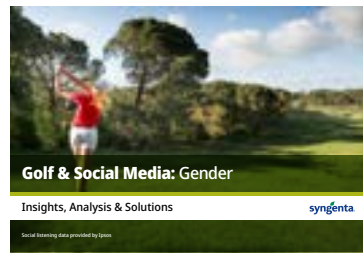 Golf & Social Media: Gender
Insights, Analysis & Solutions
syngenta
Social listening data provided by Ipsos